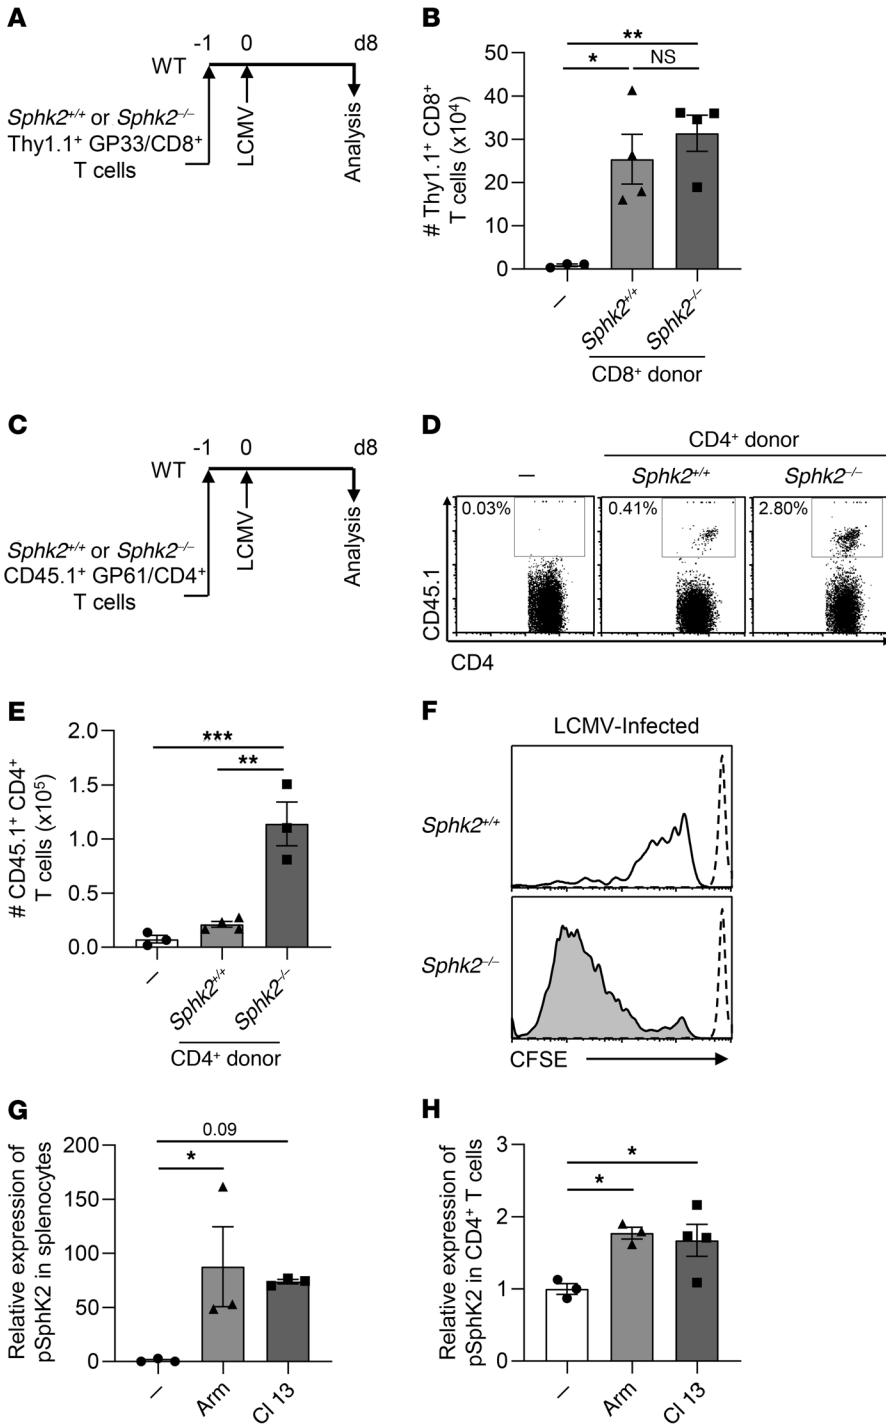 A
-1 0 d8
WT
Sphk2+/+ or Sphk2–/–
Thy1.1+ GP33/CD8+
T cells
LCMV
Analysis
B
# Thy1.1+ CD8+
T cells (x10⁴)
50
40
30
20
10
0
**
* NS
–
Sphk2+/+
Sphk2–/–
CD8+ donor
C
-1 0 d8
WT
Sphk2+/+ or Sphk2–/–
CD45.1+ GP61/CD4+
T cells
LCMV
Analysis
D
CD4+ donor
– Sphk2+/+ Sphk2–/–
0.03% 0.41% 2.80%
CD45.1
CD4
E
# CD45.1+ CD4+
T cells (x10⁵)
2.0
1.5
1.0
0.5
0.0
***
**
–
Sphk2+/+
Sphk2–/–
CD4+ donor
F
LCMV-Infected
Sphk2+/+
Sphk2–/–
CFSE
G
Relative expression of
pSphK2 in splenocytes
200
150
100
50
0
0.09
*
–
Arm
Cl 13
H
Relative expression of
pSphK2 in CD4+ T cells
3
2
1
0
*
*
–
Arm
Cl 13